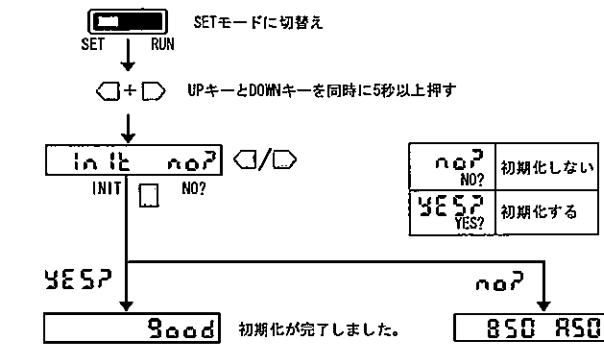 SETモードに切替え
SET RUN
+ UPキーとDOWNキーを同時に5秒以上押す
init no? /
INIT NO?
no? NO? 初期化しない
YES? YES? 初期化する
YES? no?
good 初期化が完了しました。 850 A50